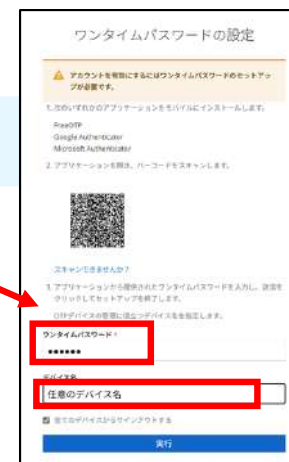 ワンタイムパスワードの設定
アカウントを有効にするにはワンタイムパスワードのセットアッ
プが必要です。
1. 次のいずれかのアプリケーションをモバイルにインストールします。
FreeOTP
Google Authenticator
Microsoft Authenticator
2. アプリケーションを開き、バーコードをスキャンします。
スキャンできませんか?
3. アプリケーションから提供されたワンタイムパスワードを入力し、送信を
クリックしてセットアップを終了します。
OTPデバイスの管理に役立つデバイス名を指定します。
ワンタイムパスワード *
●●●●●●
デバイス名
任意のデバイス名
全てのデバイスからサインアウトする
実行